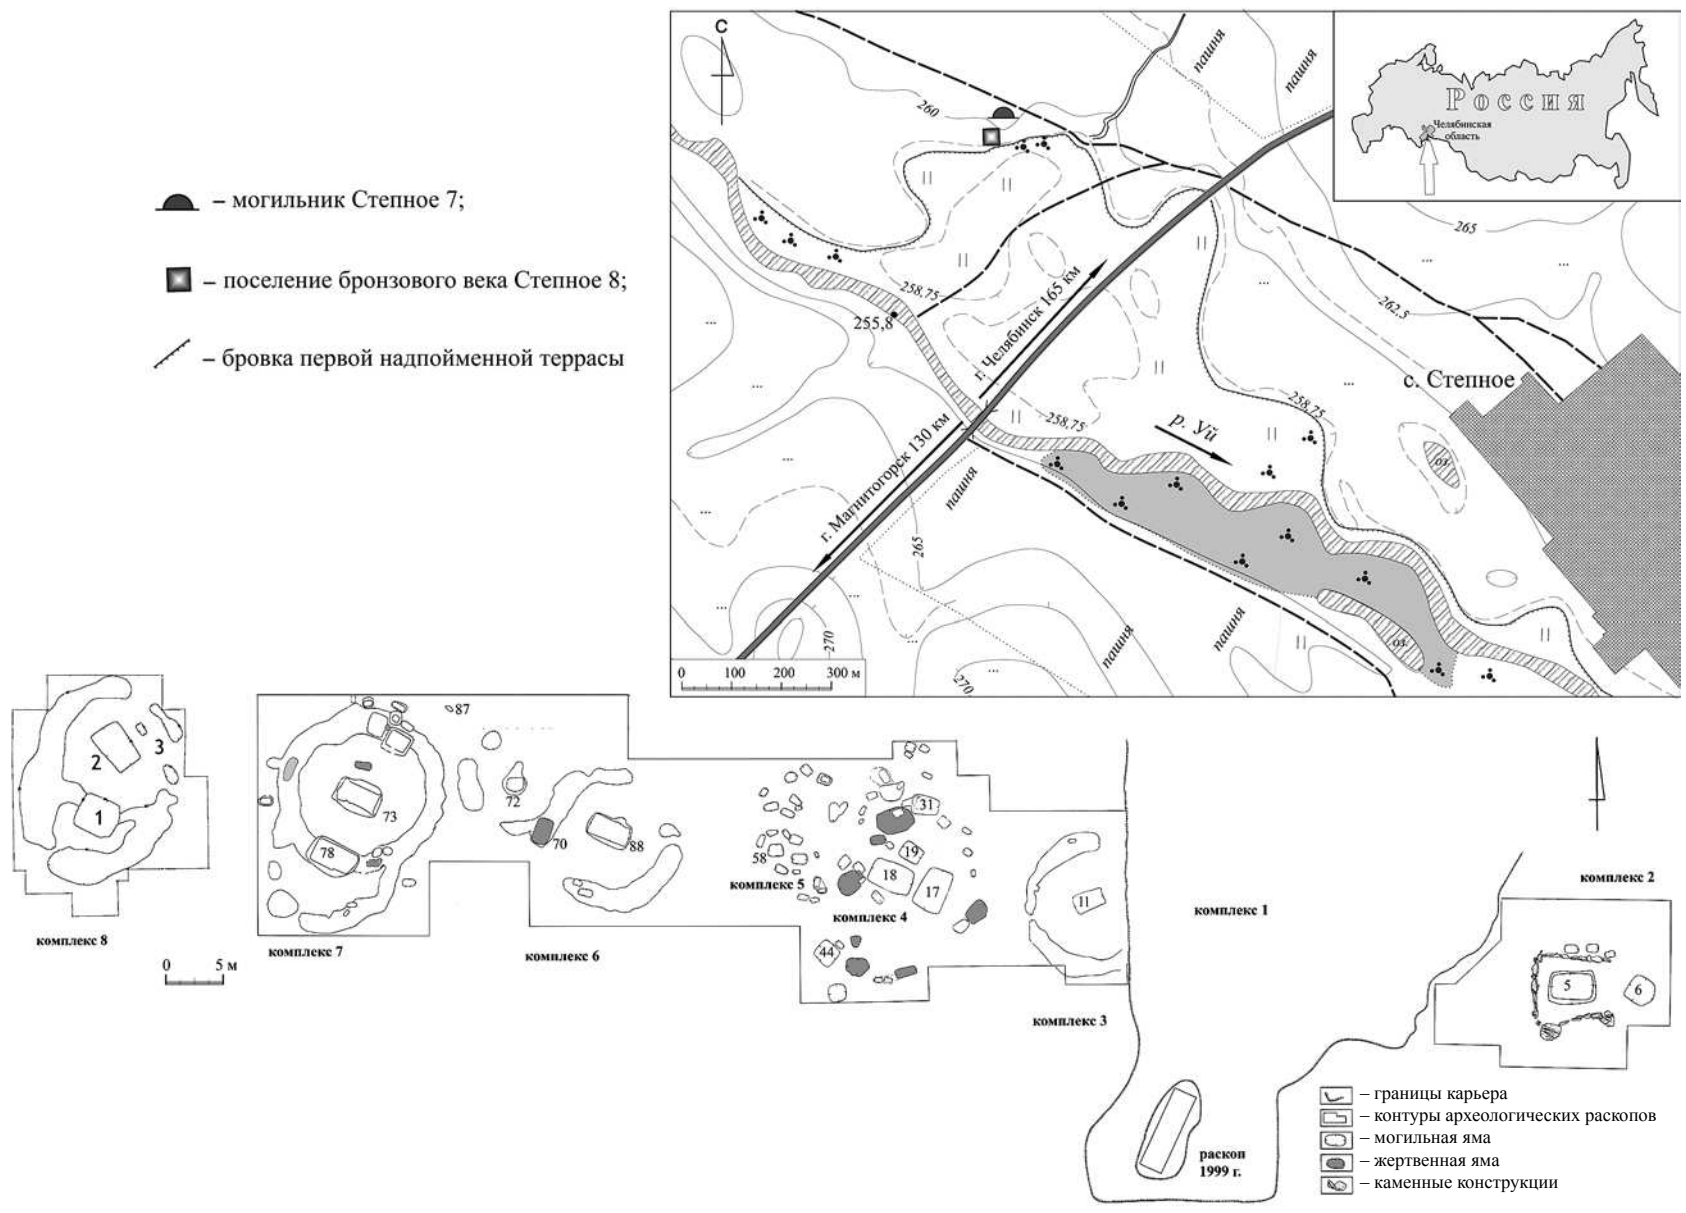 – могильник Степное 7;
– поселение бронзового века Степное 8;
– бровка первой надпойменной террасы
С
260
пашня
пашня
Россия
Челябинская
область
265
258,75
255,8
г. Челябинск 165 км
262,5
с. Степное
258,75
258,75
р. Уй
г. Магнитогорск 130 км
пашня
оз.
265
пашня
пашня
270
270
оз.
0 100 200 300 м
87
2
3
1
73
72
78
70
88
58
31
19
18
17
11
44
комплекс 5
комплекс 4
комплекс 1
комплекс 2
комплекс 8
комплекс 7
комплекс 6
0 5 м
5
6
комплекс 3
раскоп
1999 г.
– границы карьера
– контуры археологических раскопов
– могильная яма
– жертвенная яма
– каменные конструкции